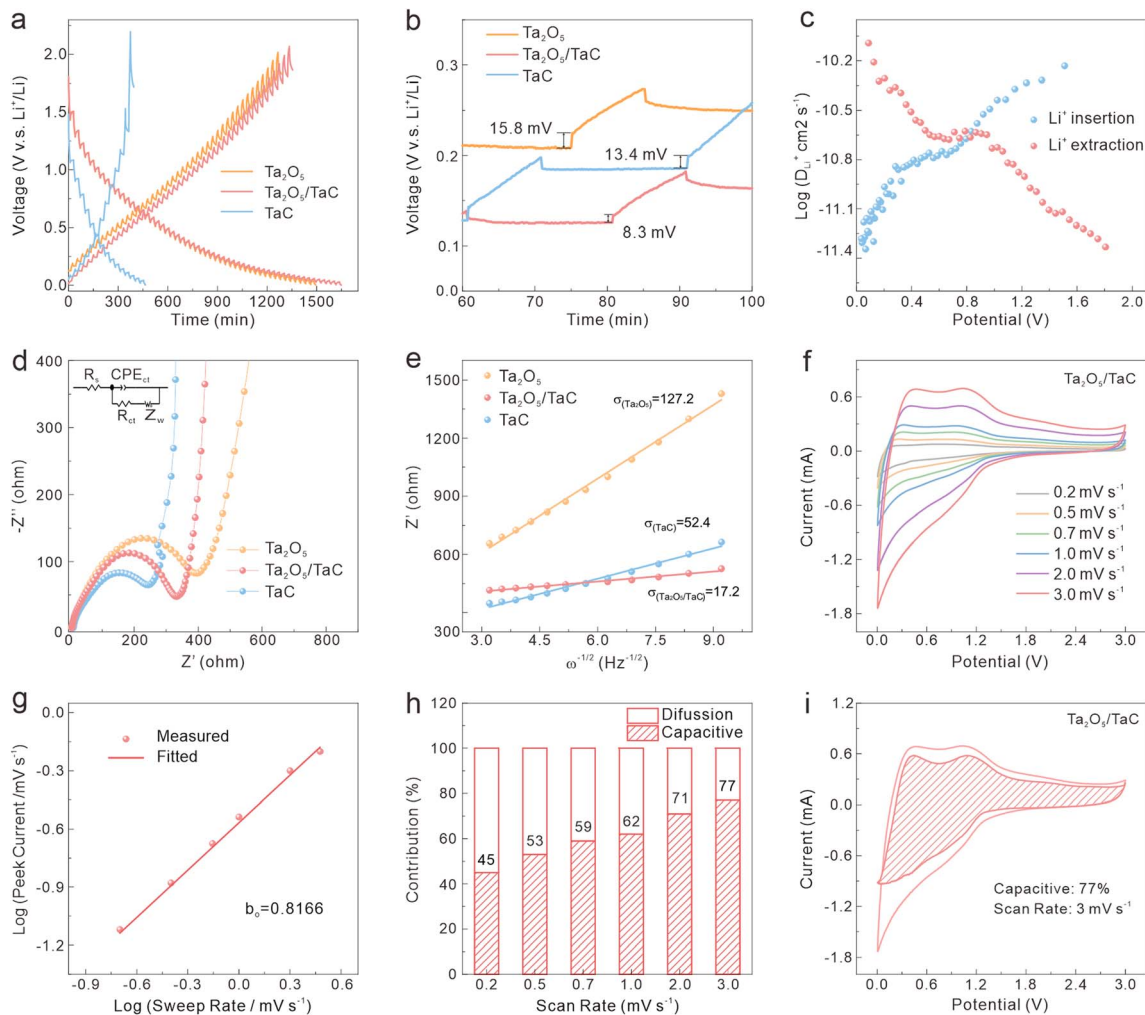 a
Voltage (V v.s. Li⁺/Li)
2.0
1.5
1.0
0.5
0.0
Ta₂O₅
Ta₂O₅/TaC
TaC
0 300 600 900 1200 1500
Time (min)
b
Voltage (V v.s. Li⁺/Li)
0.3
0.2
0.1
Ta₂O₅
Ta₂O₅/TaC
TaC
15.8 mV
13.4 mV
8.3 mV
60 70 80 90 100
Time (min)
c
Log (D_Li⁺ cm2 s⁻¹)
-10.2
-10.5
-10.8
-11.1
-11.4
Li⁺ insertion
Li⁺ extraction
0.0 0.4 0.8 1.2 1.6 2.0
Potential (V)
d
-Z'' (ohm)
400
300
200
100
0
Rₛ CPE_ct
R_ct Z_w
Ta₂O₅
Ta₂O₅/TaC
TaC
0 200 400 600 800
Z' (ohm)
e
Z' (ohm)
1500
1200
900
600
300
Ta₂O₅
Ta₂O₅/TaC
TaC
σ(Ta₂O₅)=127.2
σ(TaC)=52.4
σ(Ta₂O₅/TaC)=17.2
3.0 4.5 6.0 7.5 9.0
ω⁻¹/² (Hz⁻¹/²)
f
Ta₂O₅/TaC
Current (mA)
1.2
0.6
0.0
-0.6
-1.2
-1.8
0.2 mV s⁻¹
0.5 mV s⁻¹
0.7 mV s⁻¹
1.0 mV s⁻¹
2.0 mV s⁻¹
3.0 mV s⁻¹
0.0 0.6 1.2 1.8 2.4 3.0
Potential (V)
g
Log (Peek Current /mV s⁻¹)
0.0
-0.3
-0.6
-0.9
-1.2
Measured
Fitted
b₀=0.8166
-0.9 -0.6 -0.3 0.0 0.3 0.6
Log (Sweep Rate / mV s⁻¹)
h
Contribution (%)
120
100
80
60
40
20
0
Difussion
Capacitive
45 53 59 62 71 77
0.2 0.5 0.7 1.0 2.0 3.0
Scan Rate (mV s⁻¹)
i
Ta₂O₅/TaC
Current (mA)
1.2
0.6
0.0
-0.6
-1.2
-1.8
Capacitive: 77%
Scan Rate: 3 mV s⁻¹
0.0 0.6 1.2 1.8 2.4 3.0
Potential (V)